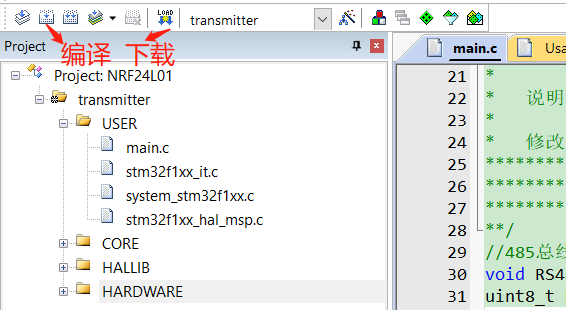 LOAD
transmitter
编译 下载
Project
main.c
Usa
Project: NRF24L01
transmitter
USER
main.c
stm32f1xx_it.c
system_stm32f1xx.c
stm32f1xx_hal_msp.c
CORE
HALLIB
HARDWARE
21 *
22 * 说明
23 *
24 * 修改
25 *********
26 *********
27 *********
28 **/
29 //485总线
30 void RS4
31 uint8_t